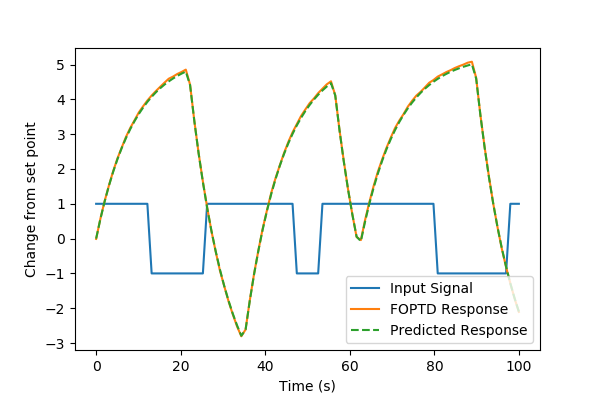 5
4
3
2
1
0
−1
−2
−3
Change from set point
Input Signal
FOPTD Response
Predicted Response
0 20 40 60 80 100
Time (s)